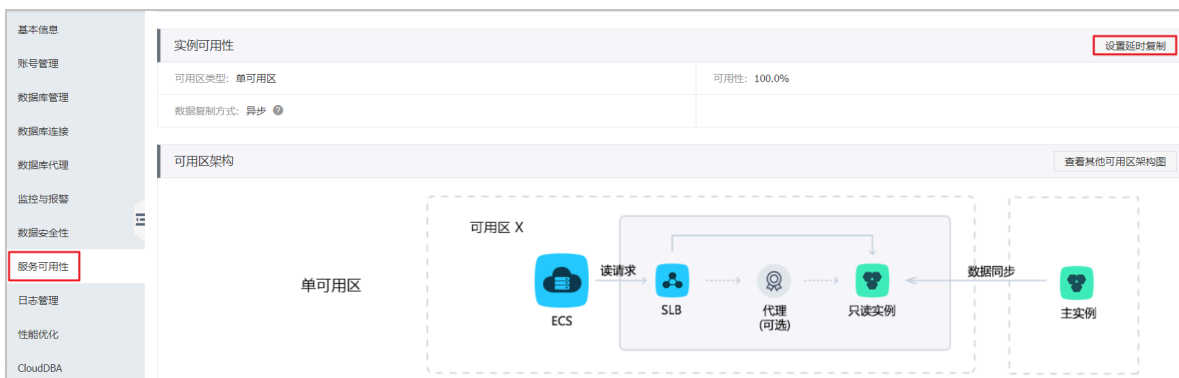 基本信息
账号管理
数据库管理
数据库连接
数据库代理
监控与报警
数据安全性
服务可用性
日志管理
性能优化
CloudDBA
实例可用性
设置延时复制
可用区类型: 单可用区
可用性: 100.0%
数据复制方式: 异步 ?
可用区架构
查看其他可用区架构图
可用区 X
单可用区
ECS
读请求
SLB
代理
(可选)
只读实例
数据同步
主实例